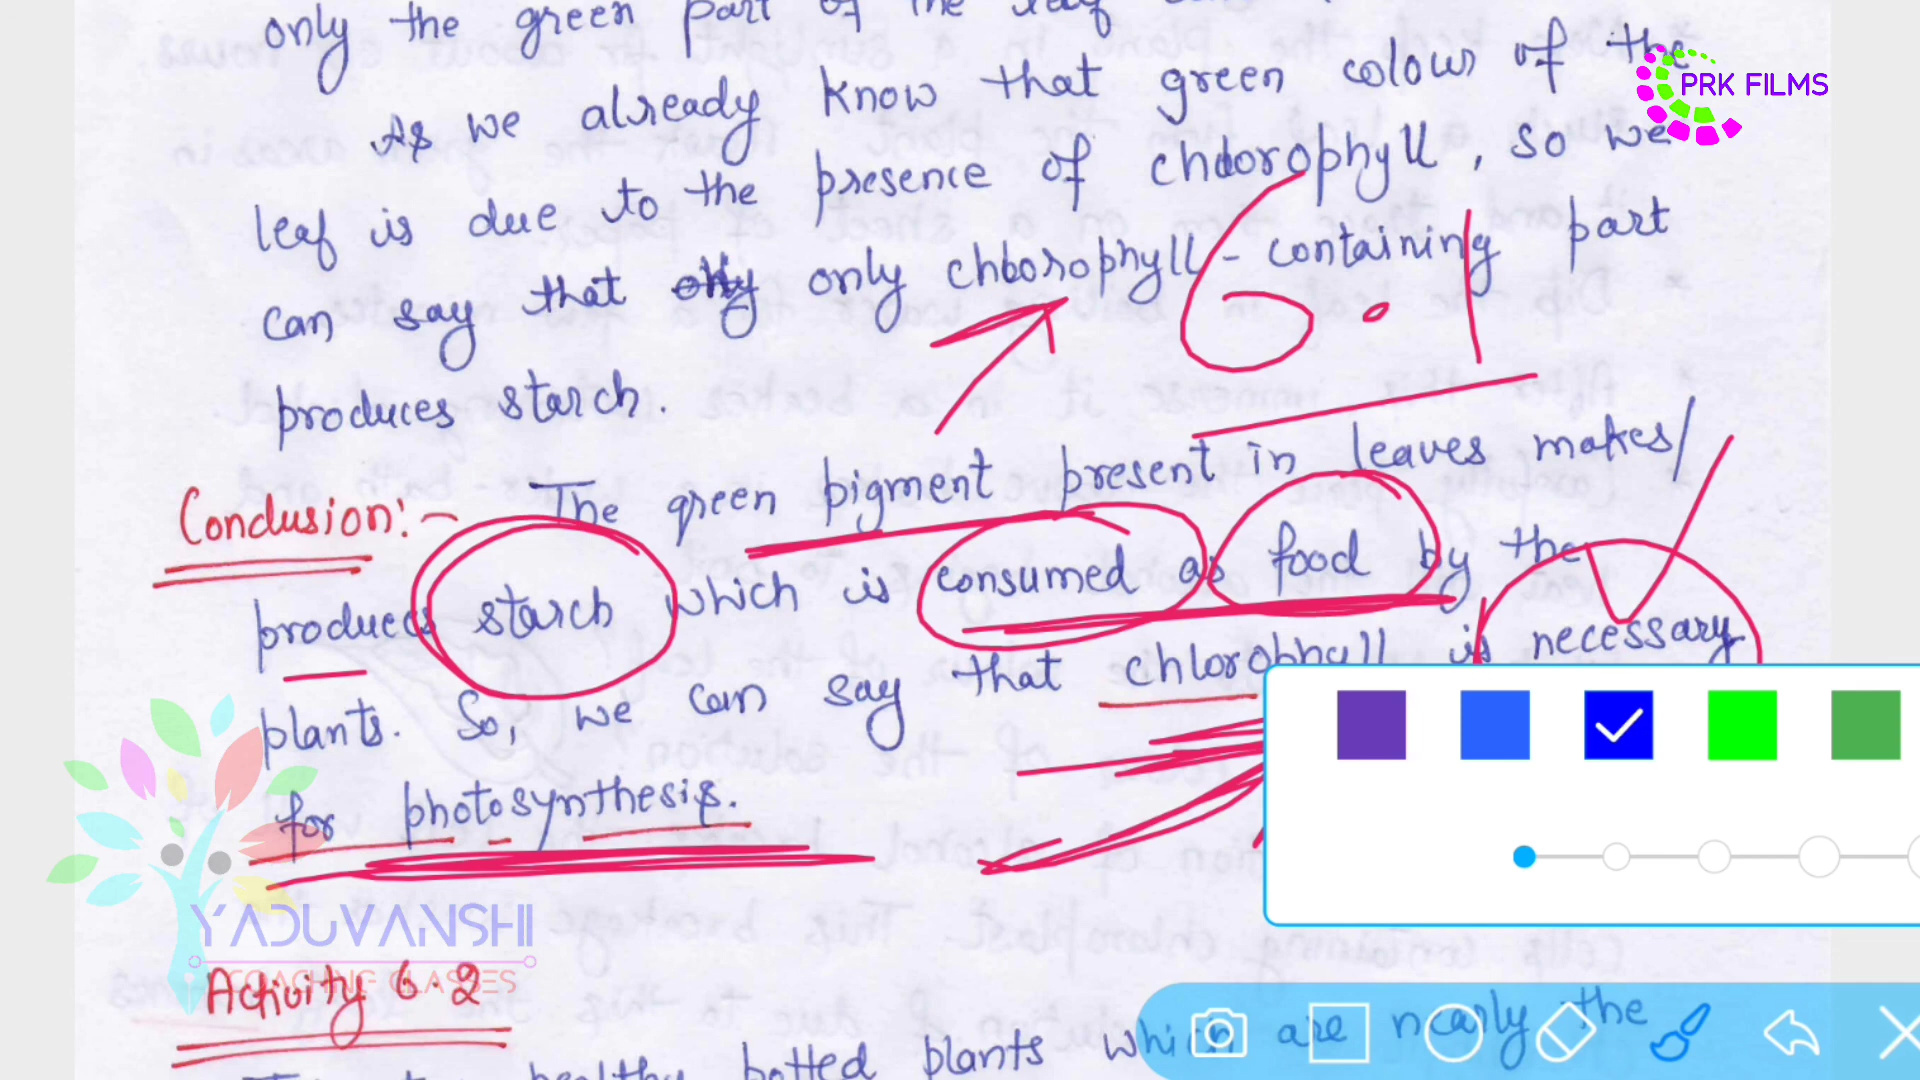 only the green part of the leaf
As we already know that green colour of the
PRK FILMS
leaf is due to the presence of chlorophyll, so we
can say that only only chlorophyll - containing part
6.1
produces starch.
Conclusion:- The green pigment present in leaves makes/
produces starch which is consumed as food by the
plants. So, we can say that chlorophyll is necessary
for photosynthesis.
YADUVANSHI
COACHING CLASSES
Activity 6.2
healthy potted plants which are nearly the